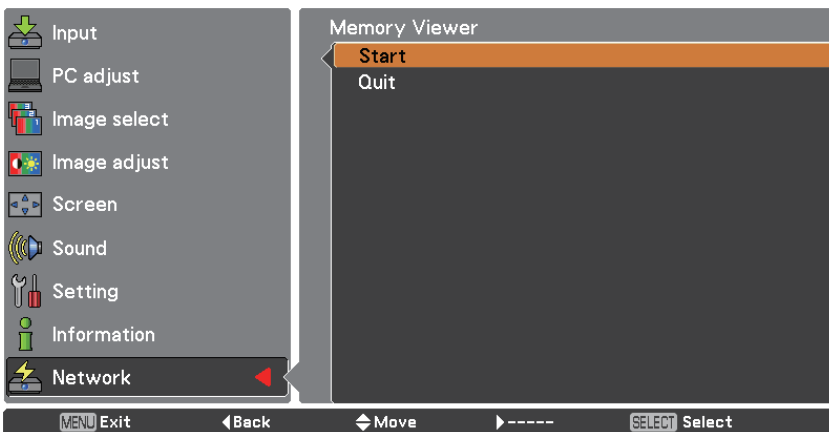 Input
PC adjust
Image select
Image adjust
Screen
Sound
Setting
Information
Network
Memory Viewer
Start
Quit
MENU Exit Back Move ----- SELECT Select